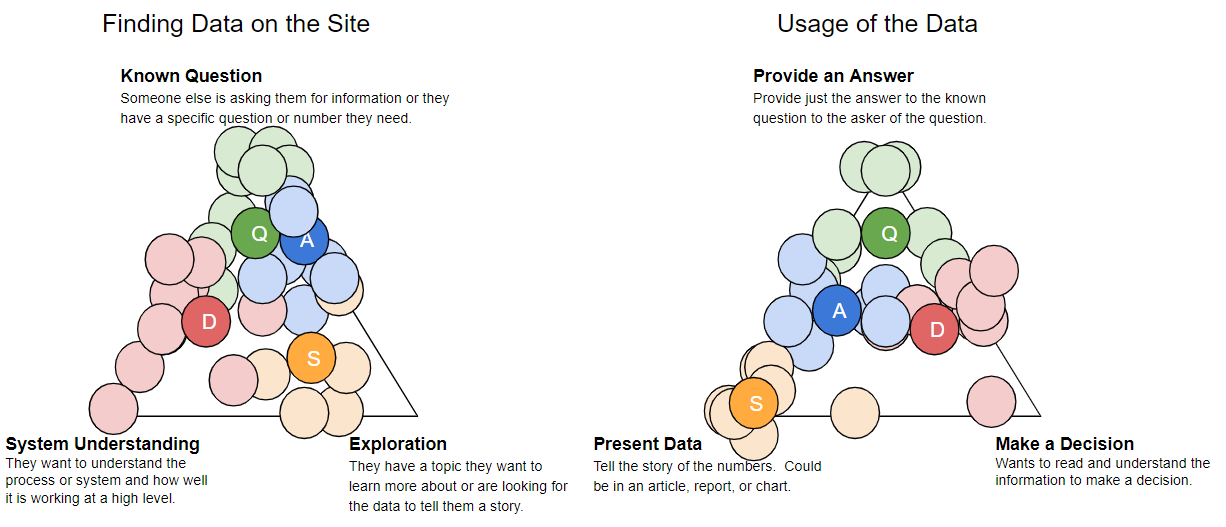 Finding Data on the Site
Known Question
Someone else is asking them for information or they
have a specific question or number they need.
Q
A
D
S
System Understanding
They want to understand the
process or system and how well
it is working at a high level.
Exploration
They have a topic they want to
learn more about or are looking for
the data to tell them a story.
Usage of the Data
Provide an Answer
Provide just the answer to the known
question to the asker of the question.
Q
A
D
S
Present Data
Tell the story of the numbers.  Could
be in an article, report, or chart.
Make a Decision
Wants to read and understand the
information to make a decision.